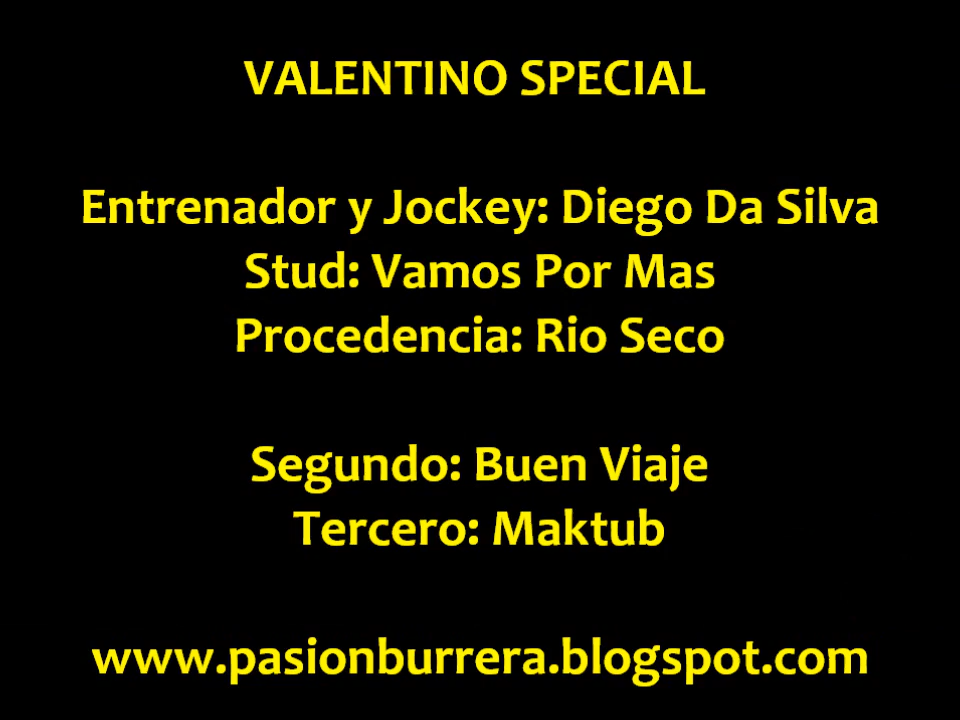 VALENTINO SPECIAL
Entrenador y Jockey: Diego Da Silva
Stud: Vamos Por Mas
Procedencia: Rio Seco
Segundo: Buen Viaje
Tercero: Maktub
www.pasionburrera.blogspot.com